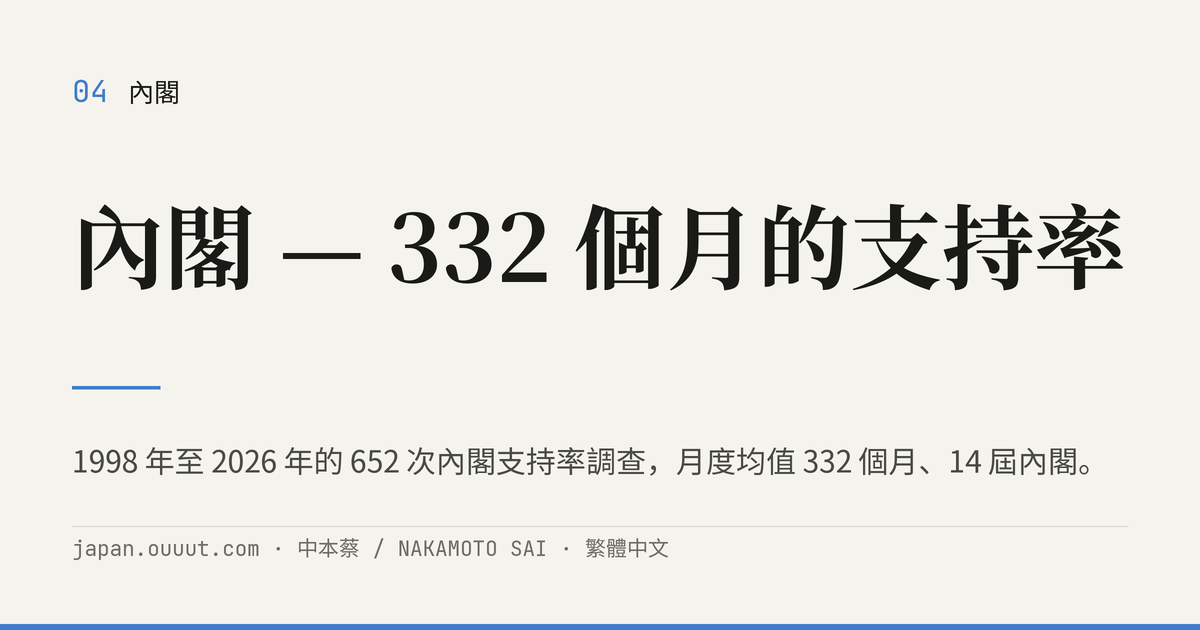 04 內閣
內閣 — 332 個月的支持率
1998 年至 2026 年的 652 次內閣支持率調查，月度均值 332 個月、14 屆內閣。
japan.ouuut.com · 中本蔡 / NAKAMOTO SAI · 繁體中文